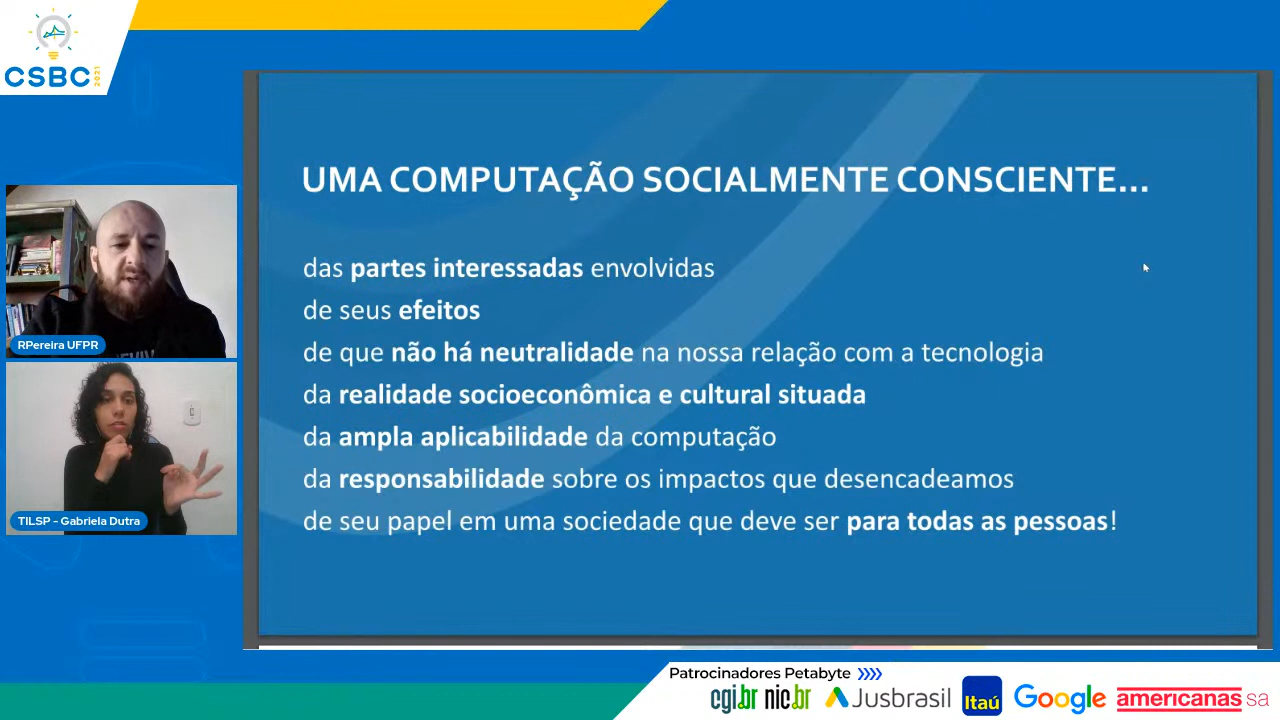 CSBC 2021
UMA COMPUTAÇÃO SOCIALMENTE CONSCIENTE...
das partes interessadas envolvidas
de seus efeitos
de que não há neutralidade na nossa relação com a tecnologia
da realidade socioeconômica e cultural situada
da ampla aplicabilidade da computação
da responsabilidade sobre os impactos que desencadeamos
de seu papel em uma sociedade que deve ser para todas as pessoas!
RPereira UFPR
TILSP - Gabriela Dutra
Patrocinadores Petabyte
cgi.br nic.br Jusbrasil Itaú Google americanas sa